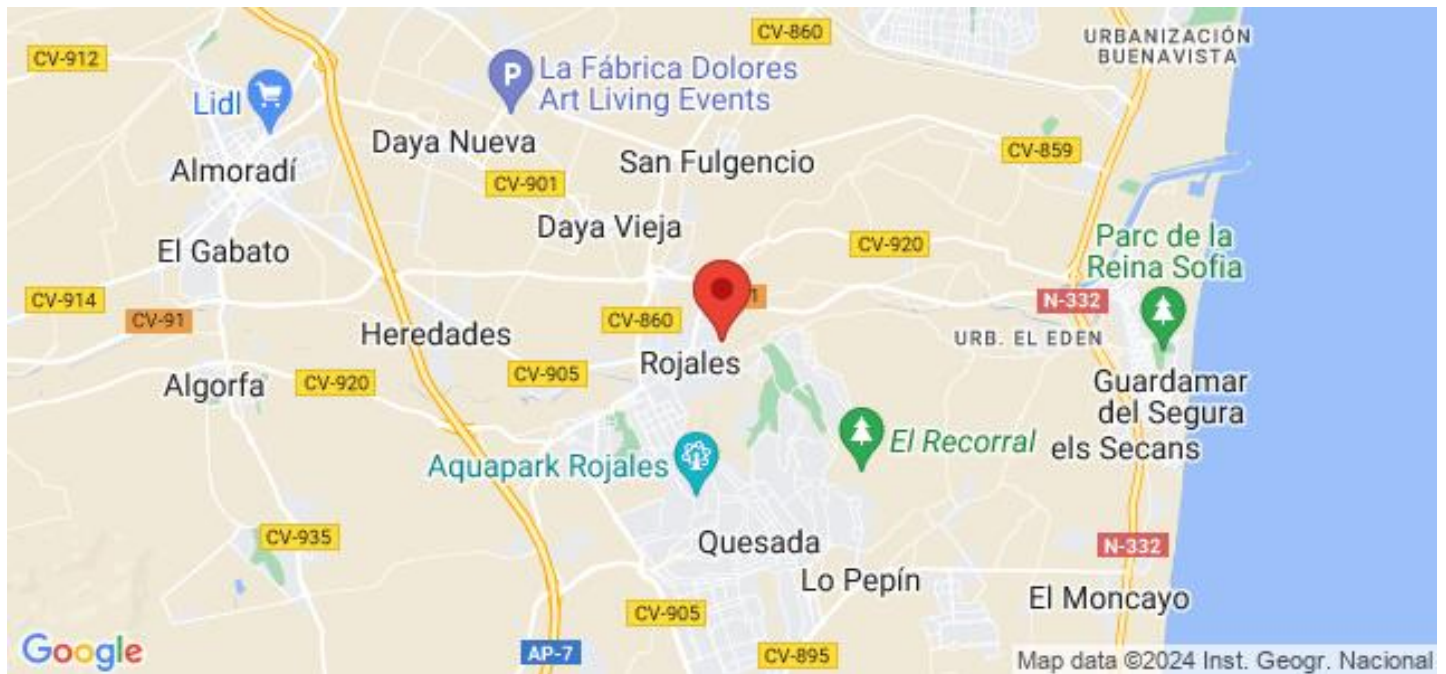 CV-860
URBANIZACIÓN
BUENAVISTA
CV-912
La Fábrica Dolores
Art Living Events
Lidl
Daya Nueva
San Fulgencio
CV-859
Almoradí
CV-901
Daya Vieja
El Gabato
CV-920
Parc de la
Reina Sofia
CV-914
CV-91
CV-860
1
N-332
Heredades
URB. EL EDEN
Rojales
CV-905
Algorfa
CV-920
Guardamar
del Segura
El Recorral
els Secans
Aquapark Rojales
CV-935
Quesada
N-332
Lo Pepín
El Moncayo
CV-905
Google
AP-7
CV-895
Map data ©2024 Inst. Geogr. Nacional